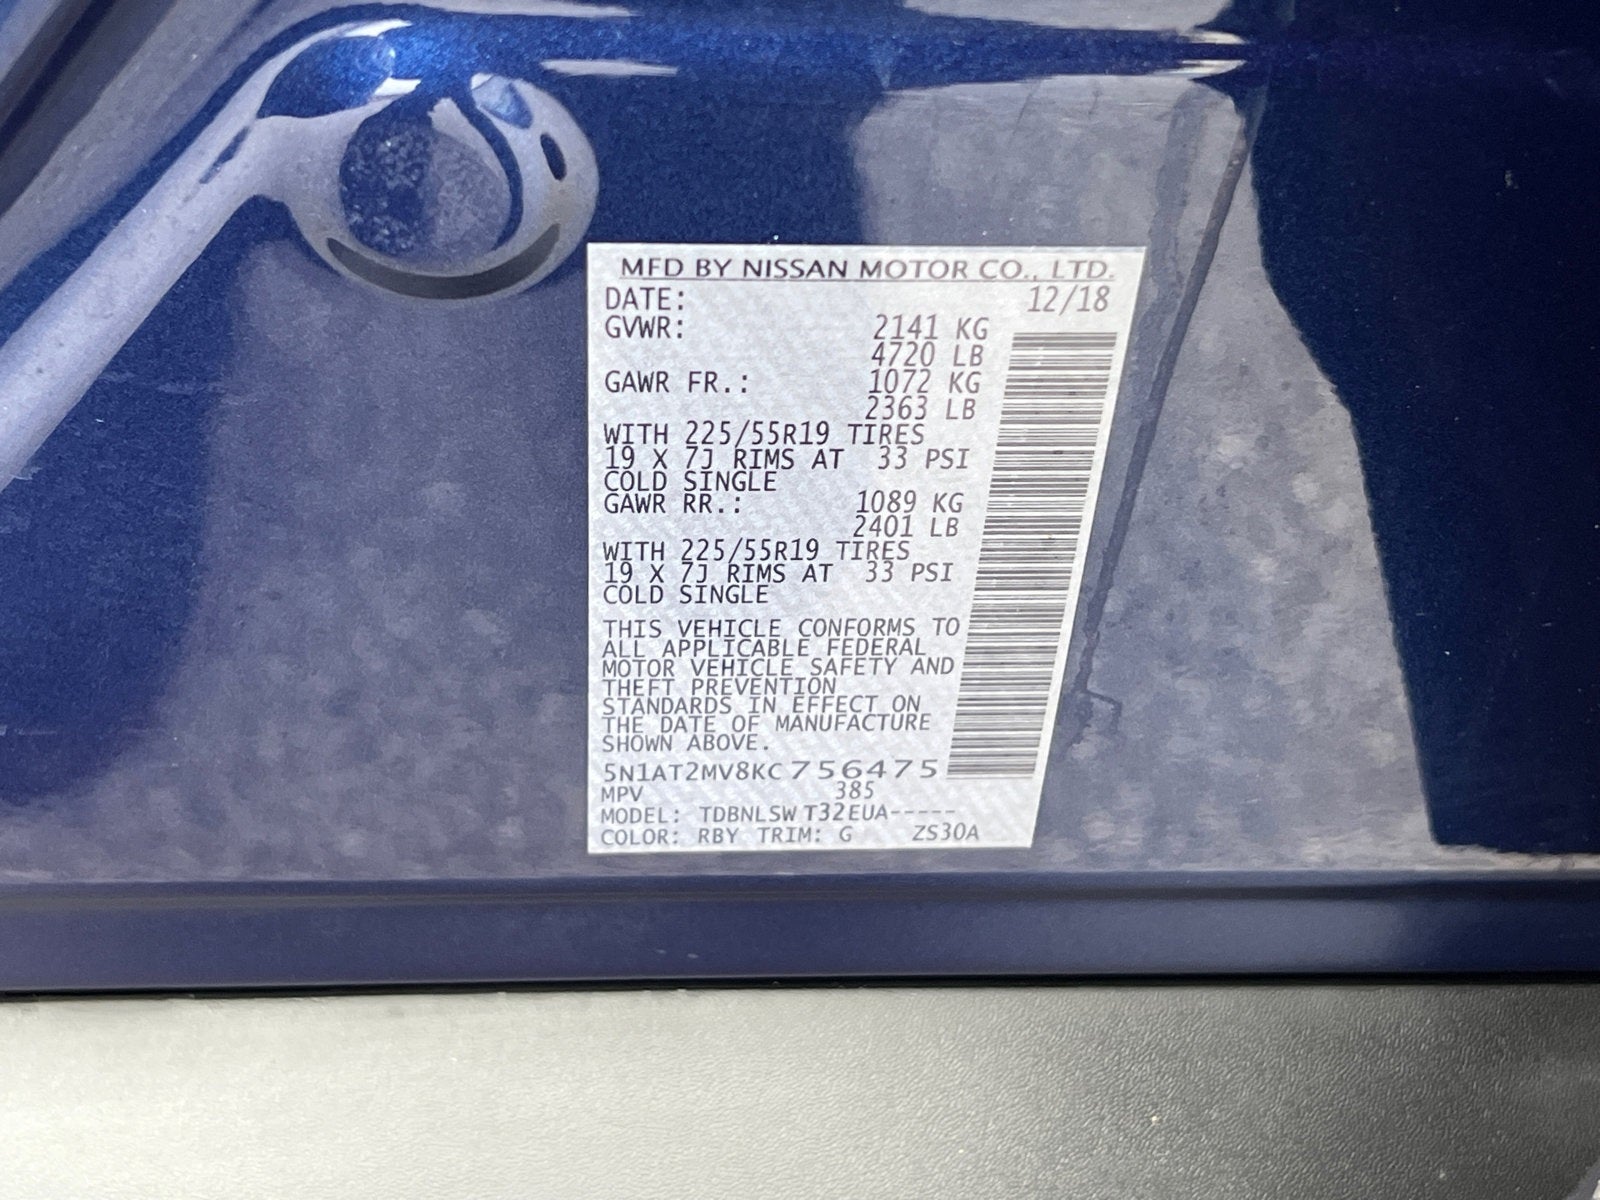 MFD BY NISSAN MOTOR CO., LTD.
DATE: 12/18
GVWR: 2141 KG
4720 LB
GAWR FR.: 1072 KG
2363 LB
WITH 225/55R19 TIRES
19 X 7J RIMS AT 33 PSI
COLD SINGLE
GAWR RR.: 1089 KG
2401 LB
WITH 225/55R19 TIRES
19 X 7J RIMS AT 33 PSI
COLD SINGLE
THIS VEHICLE CONFORMS TO
ALL APPLICABLE FEDERAL
MOTOR VEHICLE SAFETY AND
THEFT PREVENTION
STANDARDS IN EFFECT ON
THE DATE OF MANUFACTURE
SHOWN ABOVE.
5N1AT2MV8KC756475
MPV 385
MODEL: TDBNLSW T32EUA-----
COLOR: RBY TRIM: G ZS30A